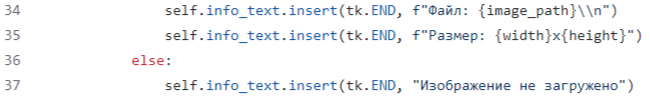 34 self.info_text.insert(tk.END, f"Файл: {image_path}\\n")
35 self.info_text.insert(tk.END, f"Размер: {width}x{height}")
36 else:
37 self.info_text.insert(tk.END, "Изображение не загружено")